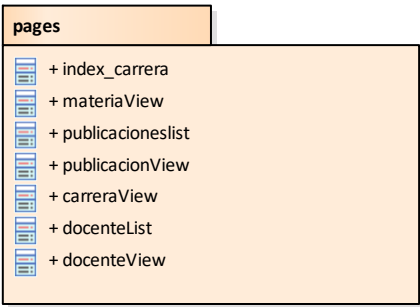 pages
+ index_carrera
+ materiaView
+ publicacioneslist
+ publicacionView
+ carreraView
+ docenteList
+ docenteView